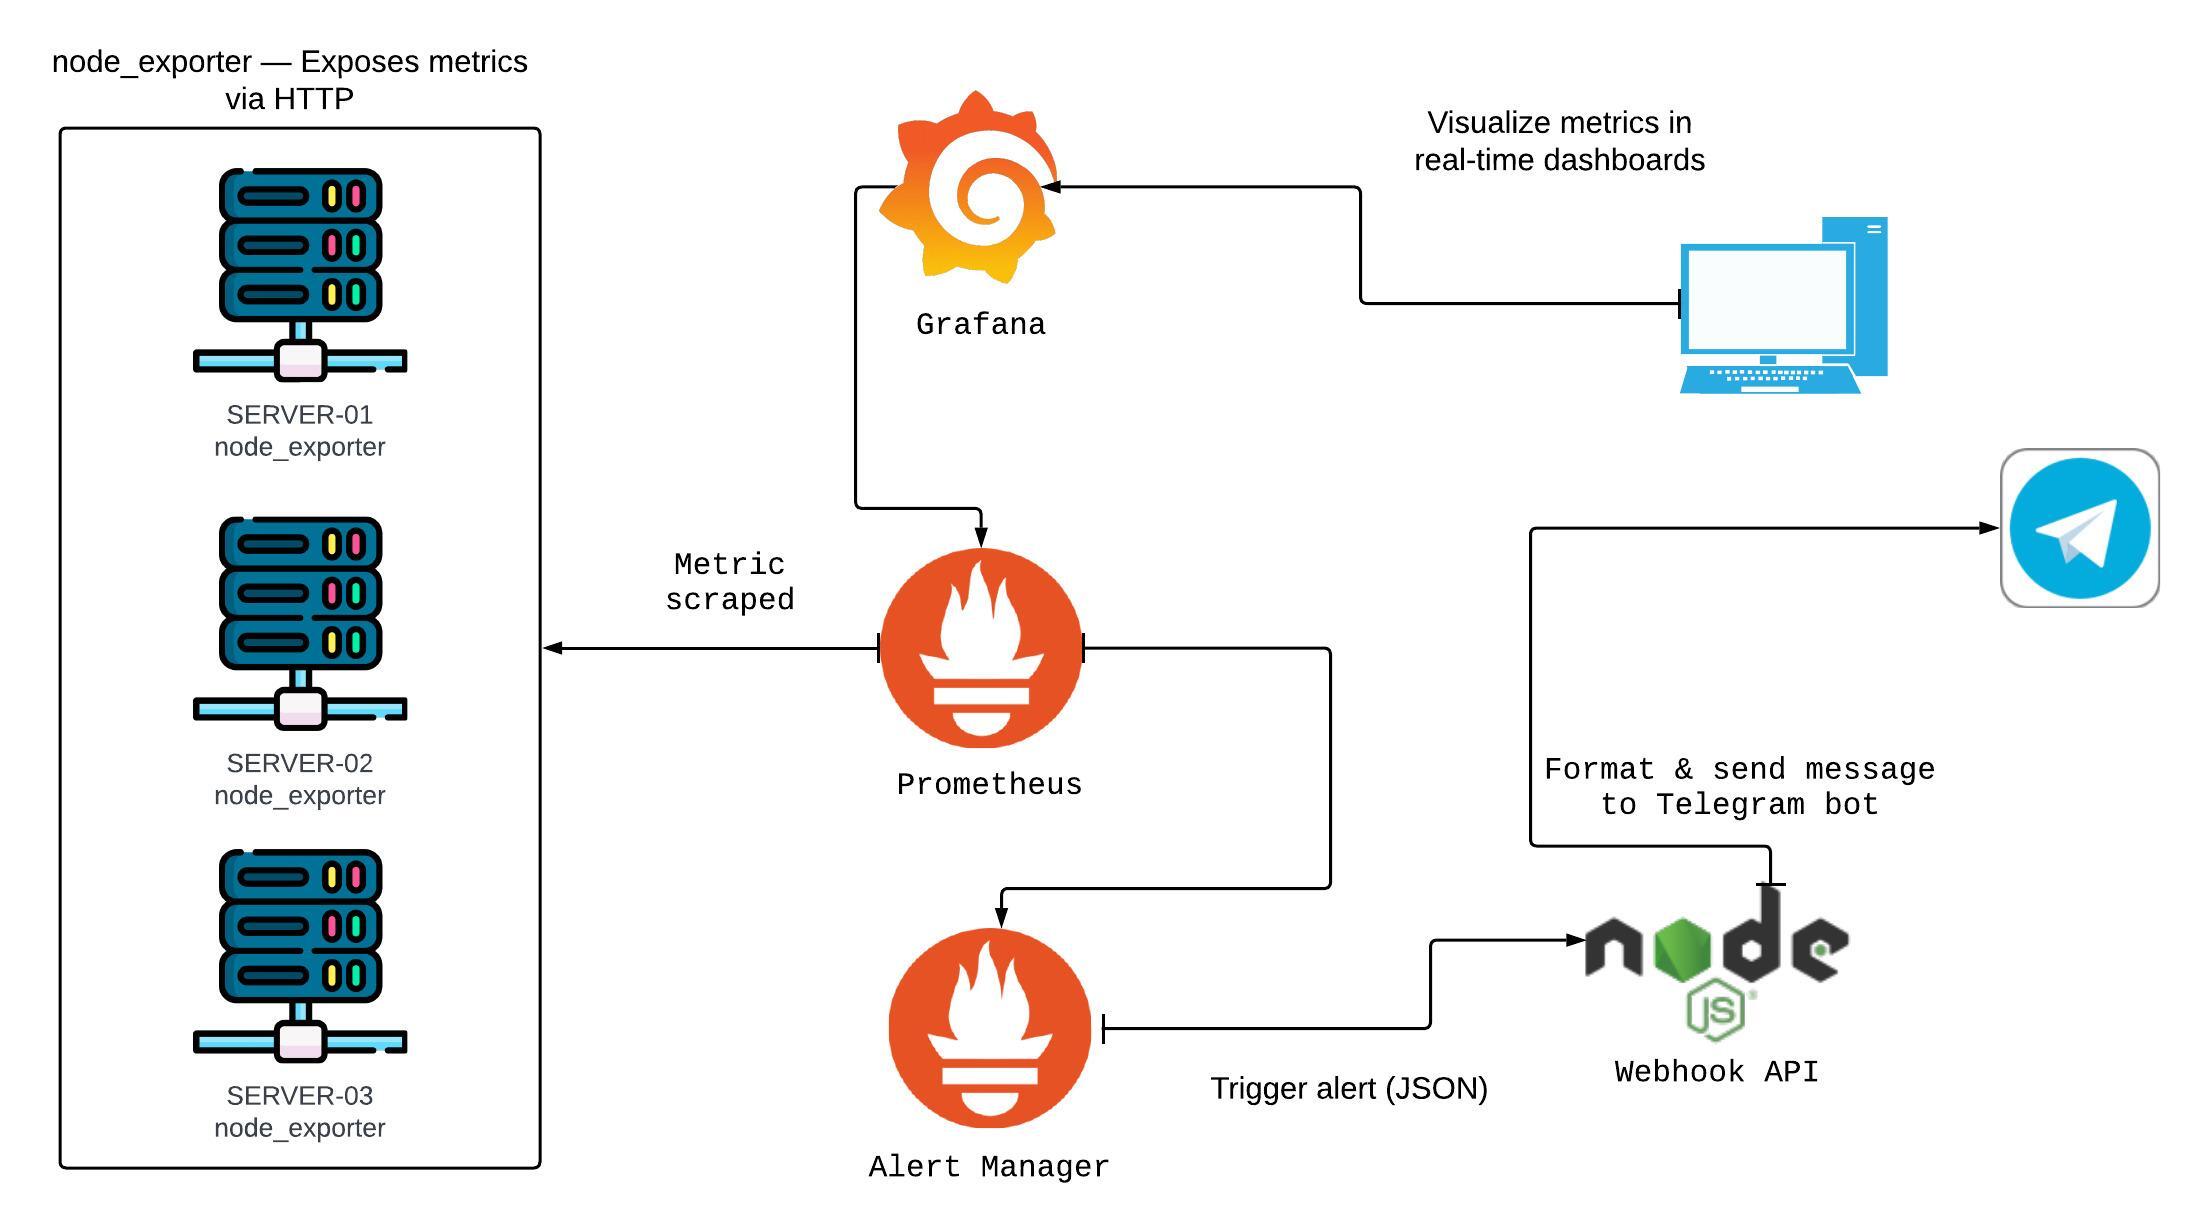 node_exporter — Exposes metrics
via HTTP
SERVER-01
node_exporter
SERVER-02
node_exporter
SERVER-03
node_exporter
Grafana
Visualize metrics in
real-time dashboards
Metric
scraped
Prometheus
Alert Manager
Trigger alert (JSON)
Format & send message
to Telegram bot
node
JS
®
Webhook API